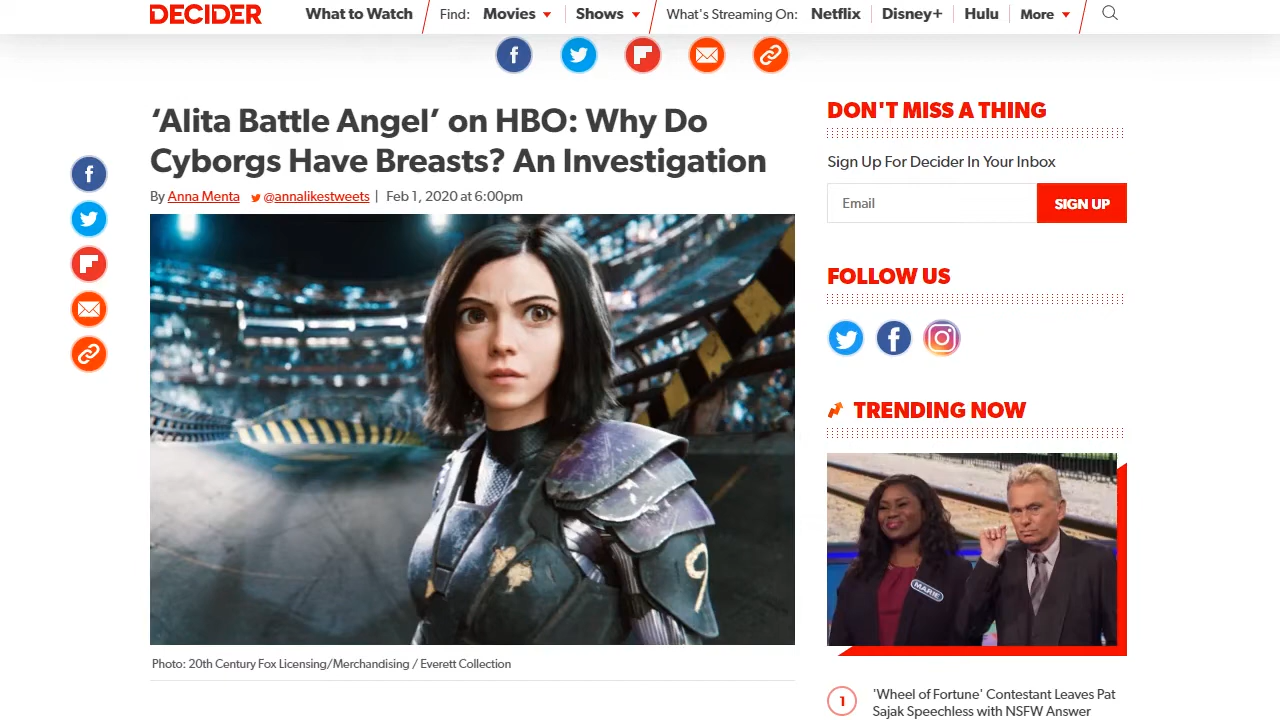 DECIDER
What to Watch
Find:
Movies
Shows
What's Streaming On:
Netflix
Disney+
Hulu
More
‘Alita Battle Angel’ on HBO: Why Do
Cyborgs Have Breasts? An Investigation
By Anna Menta @annalikestweets | Feb 1, 2020 at 6:00pm
9
Photo: 20th Century Fox Licensing/Merchandising / Everett Collection
DON'T MISS A THING
Sign Up For Decider In Your Inbox
Email
SIGN UP
FOLLOW US
TRENDING NOW
MARIE
1
'Wheel of Fortune' Contestant Leaves Pat
Sajak Speechless with NSFW Answer